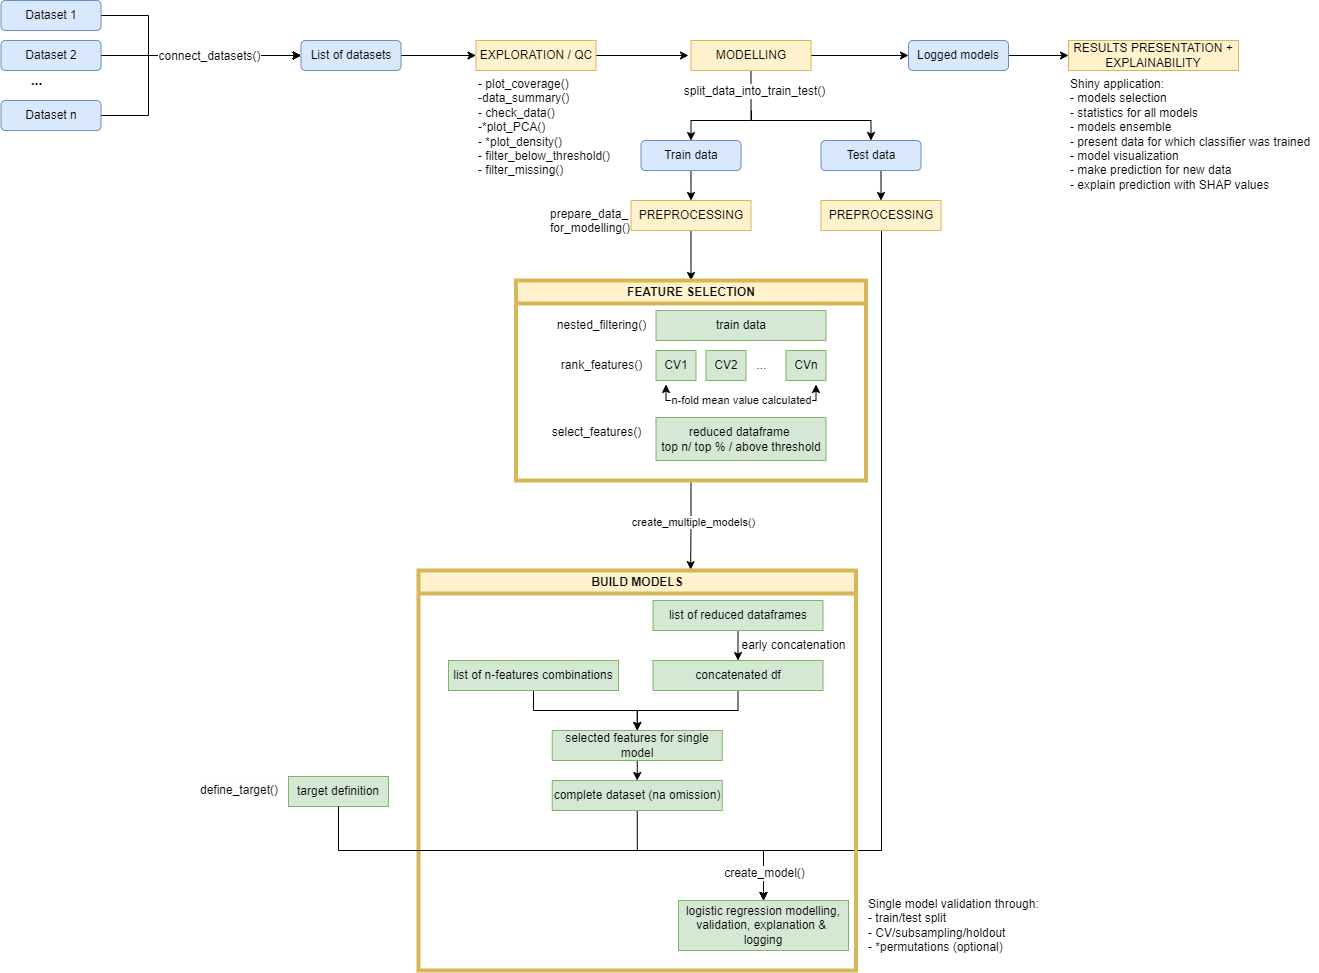 Dataset 1
Dataset 2
...
Dataset n
connect_datasets()
List of datasets
EXPLORATION / QC
- plot_coverage()
-data_summary()
- check_data()
-*plot_PCA()
- *plot_density()
- filter_below_threshold()
- filter_missing()
MODELLING
split_data_into_train_test()
Logged models
RESULTS PRESENTATION +
EXPLAINABILITY
Shiny application:
- models selection
- statistics for all models
- models ensemble
- present data for which classifier was trained
- model visualization
- make prediction for new data
- explain prediction with SHAP values
Train data
Test data
prepare_data_
for_modelling()
PREPROCESSING
PREPROCESSING
FEATURE SELECTION
nested_filtering()
train data
rank_features()
CV1
CV2
...
CVn
n-fold mean value calculated
select_features()
reduced dataframe
top n/ top % / above threshold
create_multiple_models()
BUILD MODELS
list of reduced dataframes
early concatenation
list of n-features combinations
concatenated df
selected features for single
model
define_target()
target definition
complete dataset (na omission)
create_model()
logistic regression modelling,
validation, explanation &
logging
Single model validation through:
- train/test split
- CV/subsampling/holdout
- *permutations (optional)